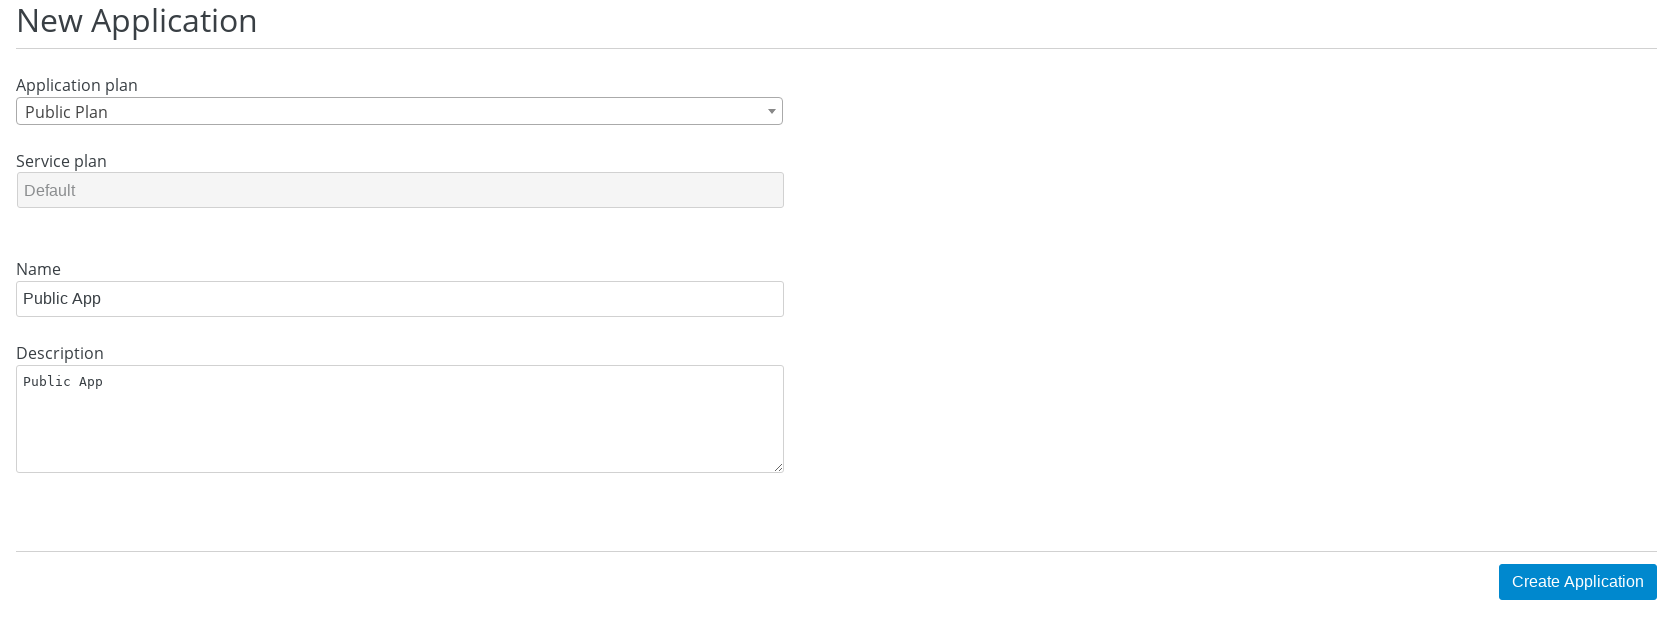 New Application
Application plan
Public Plan
Service plan
Default
Name
Public App
Description
Public App
Create Application